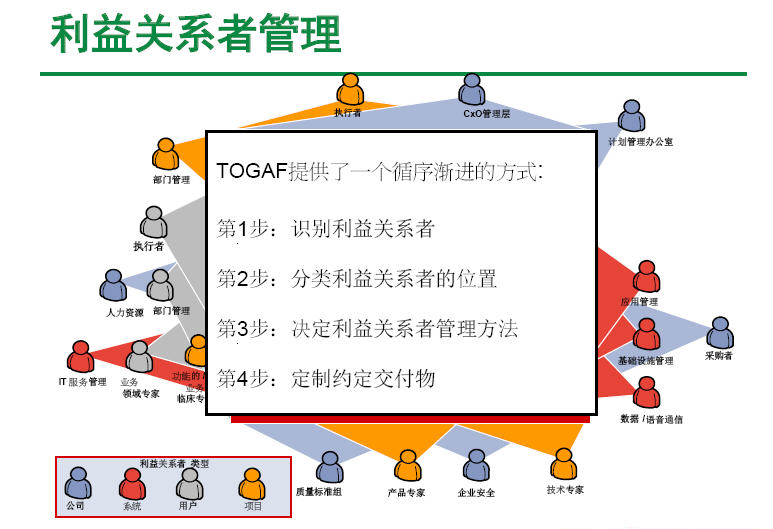 利益关系者管理
执行者
CxO管理层
计划管理办公室
部门管理
TOGAF提供了一个循序渐进的方式:
第1步：识别利益关系者
第2步：分类利益关系者的位置
第3步：决定利益关系者管理方法
第4步：定制约定交付物
执行者
人力资源
部门管理
应用管理
基础设施管理
采购者
IT 服务管理
业务
领域专家
功能的 /
业务
临床专
数据 /语音通信
质量标准组
产品专家
企业安全
技术专家
利益关系者 类型
公司
系统
用户
项目